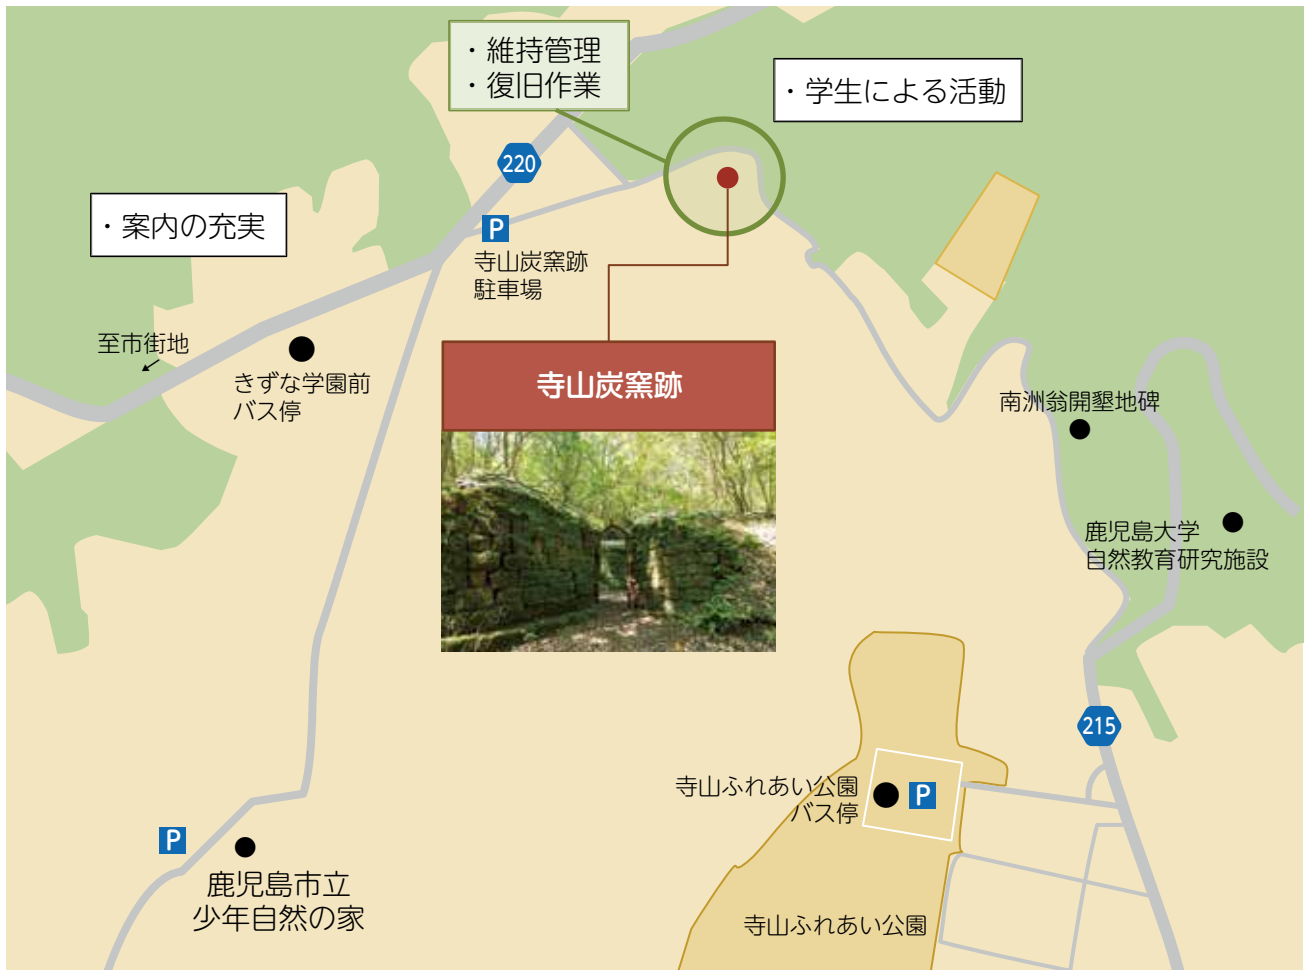 ・維持管理
・復旧作業
・学生による活動
220
・案内の充実
P
寺山炭窯跡
駐車場
至市街地
きずな学園前
バス停
寺山炭窯跡
南洲翁開墾地碑
鹿児島大学
自然教育研究施設
215
寺山ふれあい公園
バス停
P
P
鹿児島市立
少年自然の家
寺山ふれあい公園